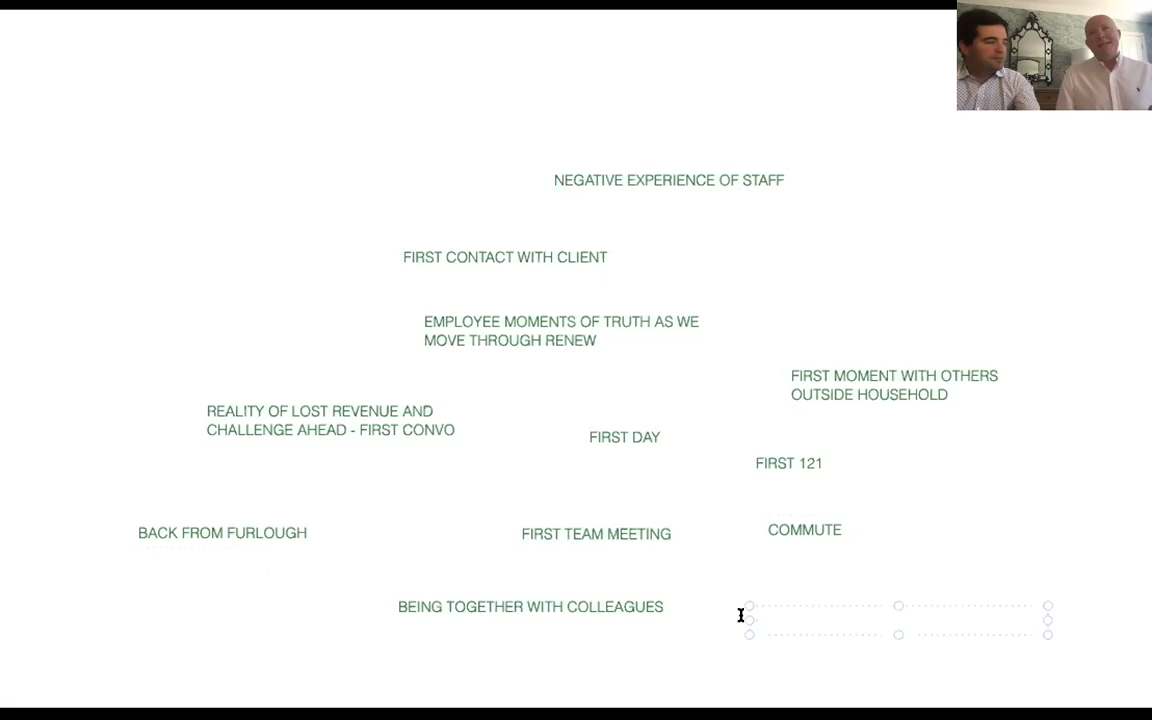 NEGATIVE EXPERIENCE OF STAFF
FIRST CONTACT WITH CLIENT
EMPLOYEE MOMENTS OF TRUTH AS WE
MOVE THROUGH RENEW
FIRST MOMENT WITH OTHERS
OUTSIDE HOUSEHOLD
REALITY OF LOST REVENUE AND
CHALLENGE AHEAD - FIRST CONVO
FIRST DAY
FIRST 121
BACK FROM FURLOUGH
FIRST TEAM MEETING
COMMUTE
BEING TOGETHER WITH COLLEAGUES